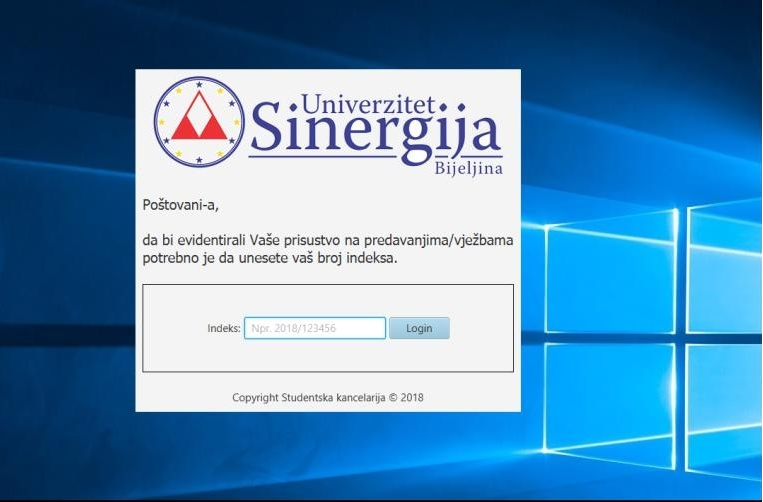 Univerzitet
Sinergija
Bijeljina
Poštovani-a,
da bi evidentirali Vaše prisustvo na predavanjima/vježbama
potrebno je da unesete vaš broj indeksa.
Indeks: Npr. 2018/123456 Login
Copyright Studentska kancelarija © 2018